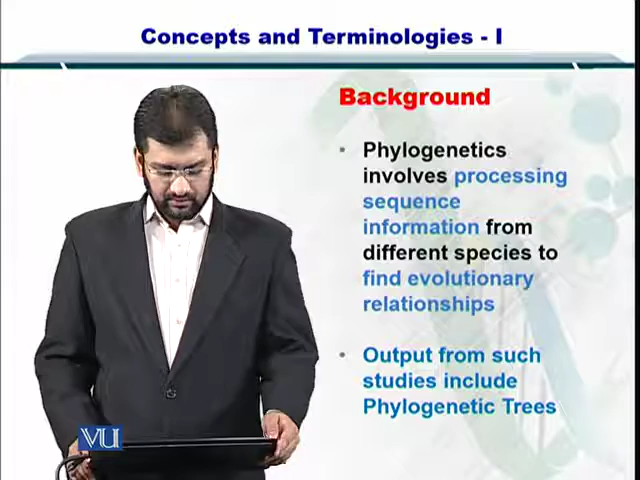 Concepts and Terminologies - I
Background
• Phylogenetics
involves processing
sequence
information from
different species to
find evolutionary
relationships
• Output from such
studies include
Phylogenetic Trees
VU